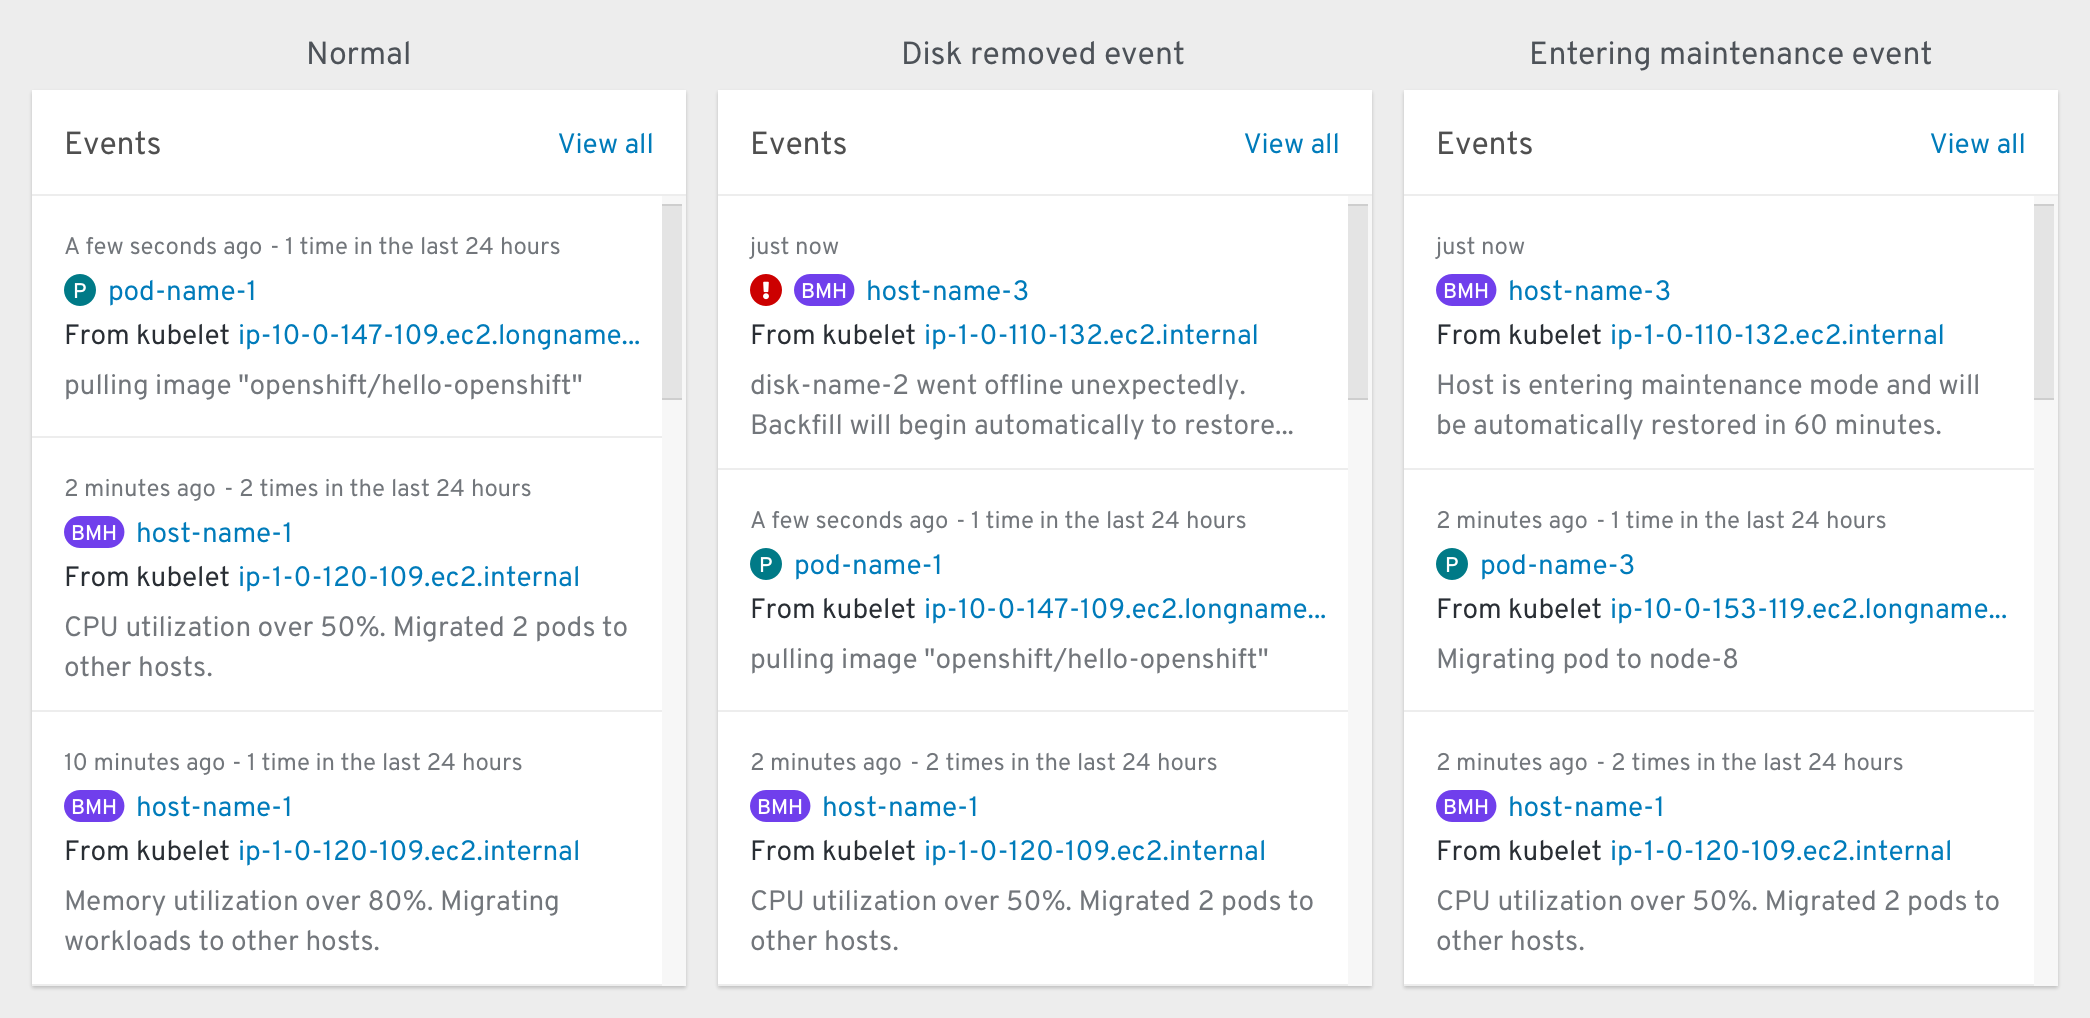 Normal
Events
View all
A few seconds ago - 1 time in the last 24 hours
P pod-name-1
From kubelet ip-10-0-147-109.ec2.longname...
pulling image "openshift/hello-openshift"
2 minutes ago - 2 times in the last 24 hours
BMH host-name-1
From kubelet ip-1-0-120-109.ec2.internal
CPU utilization over 50%. Migrated 2 pods to
other hosts.
10 minutes ago - 1 time in the last 24 hours
BMH host-name-1
From kubelet ip-1-0-120-109.ec2.internal
Memory utilization over 80%. Migrating
workloads to other hosts.
Disk removed event
Events
View all
just now
! BMH host-name-3
From kubelet ip-1-0-110-132.ec2.internal
disk-name-2 went offline unexpectedly.
Backfill will begin automatically to restore...
A few seconds ago - 1 time in the last 24 hours
P pod-name-1
From kubelet ip-10-0-147-109.ec2.longname...
pulling image "openshift/hello-openshift"
2 minutes ago - 2 times in the last 24 hours
BMH host-name-1
From kubelet ip-1-0-120-109.ec2.internal
CPU utilization over 50%. Migrated 2 pods to
other hosts.
Entering maintenance event
Events
View all
just now
BMH host-name-3
From kubelet ip-1-0-110-132.ec2.internal
Host is entering maintenance mode and will
be automatically restored in 60 minutes.
2 minutes ago - 1 time in the last 24 hours
P pod-name-3
From kubelet ip-10-0-153-119.ec2.longname...
Migrating pod to node-8
2 minutes ago - 2 times in the last 24 hours
BMH host-name-1
From kubelet ip-1-0-120-109.ec2.internal
CPU utilization over 50%. Migrated 2 pods to
other hosts.